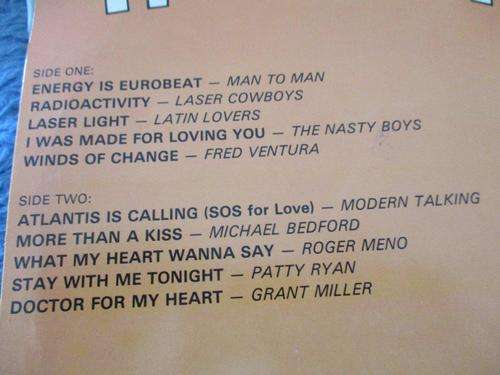 SIDE ONE:
ENERGY IS EUROBEAT — MAN TO MAN
RADIOACTIVITY — LASER COWBOYS
LASER LIGHT — LATIN LOVERS
I WAS MADE FOR LOVING YOU — THE NASTY BOYS
WINDS OF CHANGE — FRED VENTURA
SIDE TWO:
ATLANTIS IS CALLING (SOS for Love) — MODERN TALKING
MORE THAN A KISS — MICHAEL BEDFORD
WHAT MY HEART WANNA SAY — ROGER MENO
STAY WITH ME TONIGHT — PATTY RYAN
DOCTOR FOR MY HEART — GRANT MILLER